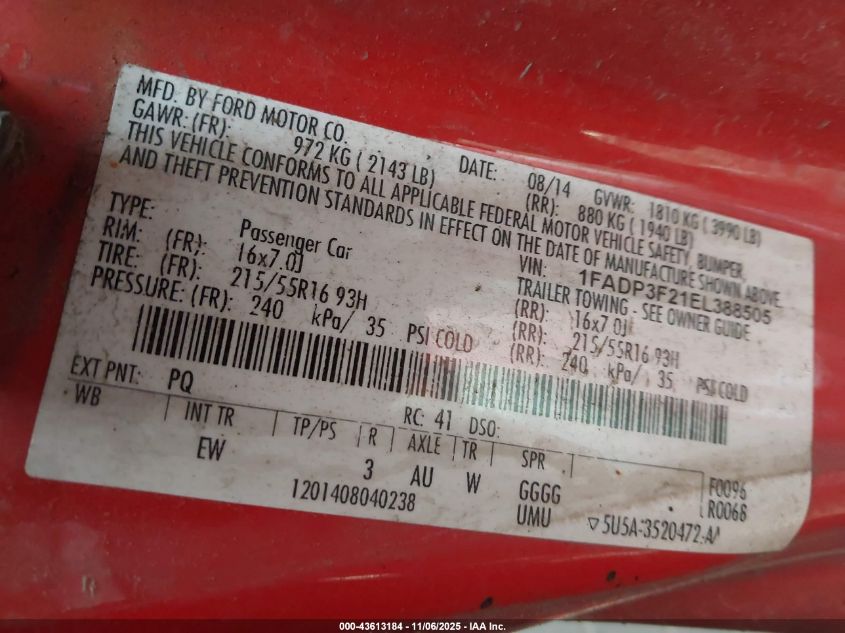 MFD. BY FORD MOTOR CO. DATE: 08/14 GVWR: 1810 KG ( 3990 LB)
GAWR: (FR): 972 KG ( 2143 LB) (RR): 880 KG ( 1940 LB)
THIS VEHICLE CONFORMS TO ALL APPLICABLE FEDERAL MOTOR VEHICLE SAFETY, BUMPER,
AND THEFT PREVENTION STANDARDS IN EFFECT ON THE DATE OF MANUFACTURE SHOWN ABOVE.
VIN: 1FADP3F21EL388505
TYPE: Passenger Car TRAILER TOWING - SEE OWNER GUIDE
RIM: (FR): 16x7.0J (RR): 16x7.0J
TIRE: (FR): 215/55R16 93H (RR): 215/55R16 93H
PRESSURE: (FR): 240 kPa/ 35 PSI COLD (RR): 240 kPa/ 35 PSI COLD
EXT PNT: PQ RC: 41 DSO:
WB INT TR TP/PS R AXLE TR SPR F0096
EW 3 AU W GGGG R0068
1201408040238 UMU ▽5U5A-3520472-A
000-43613184 - 11/06/2025 - IAA Inc.